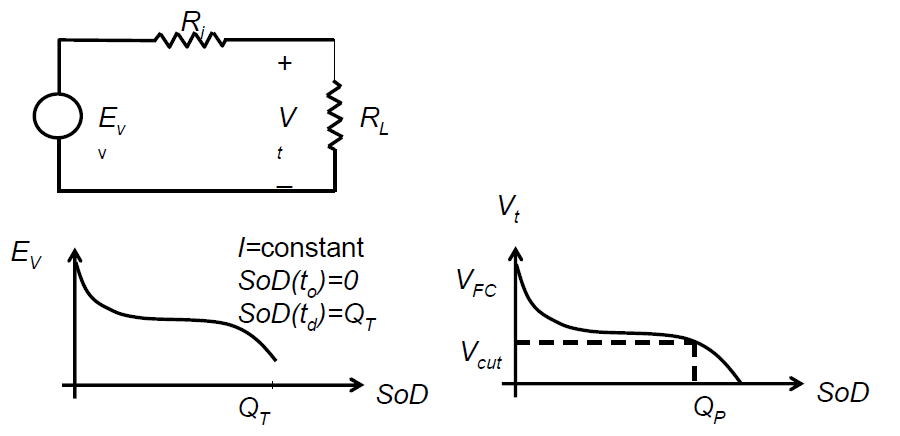 R_i
+
E_v
v
V
t
R_L
–
E_V
I=constant
SoD(t_o)=0
SoD(t_d)=Q_T
Q_T
SoD
V_t
V_FC
V_cut
Q_P
SoD